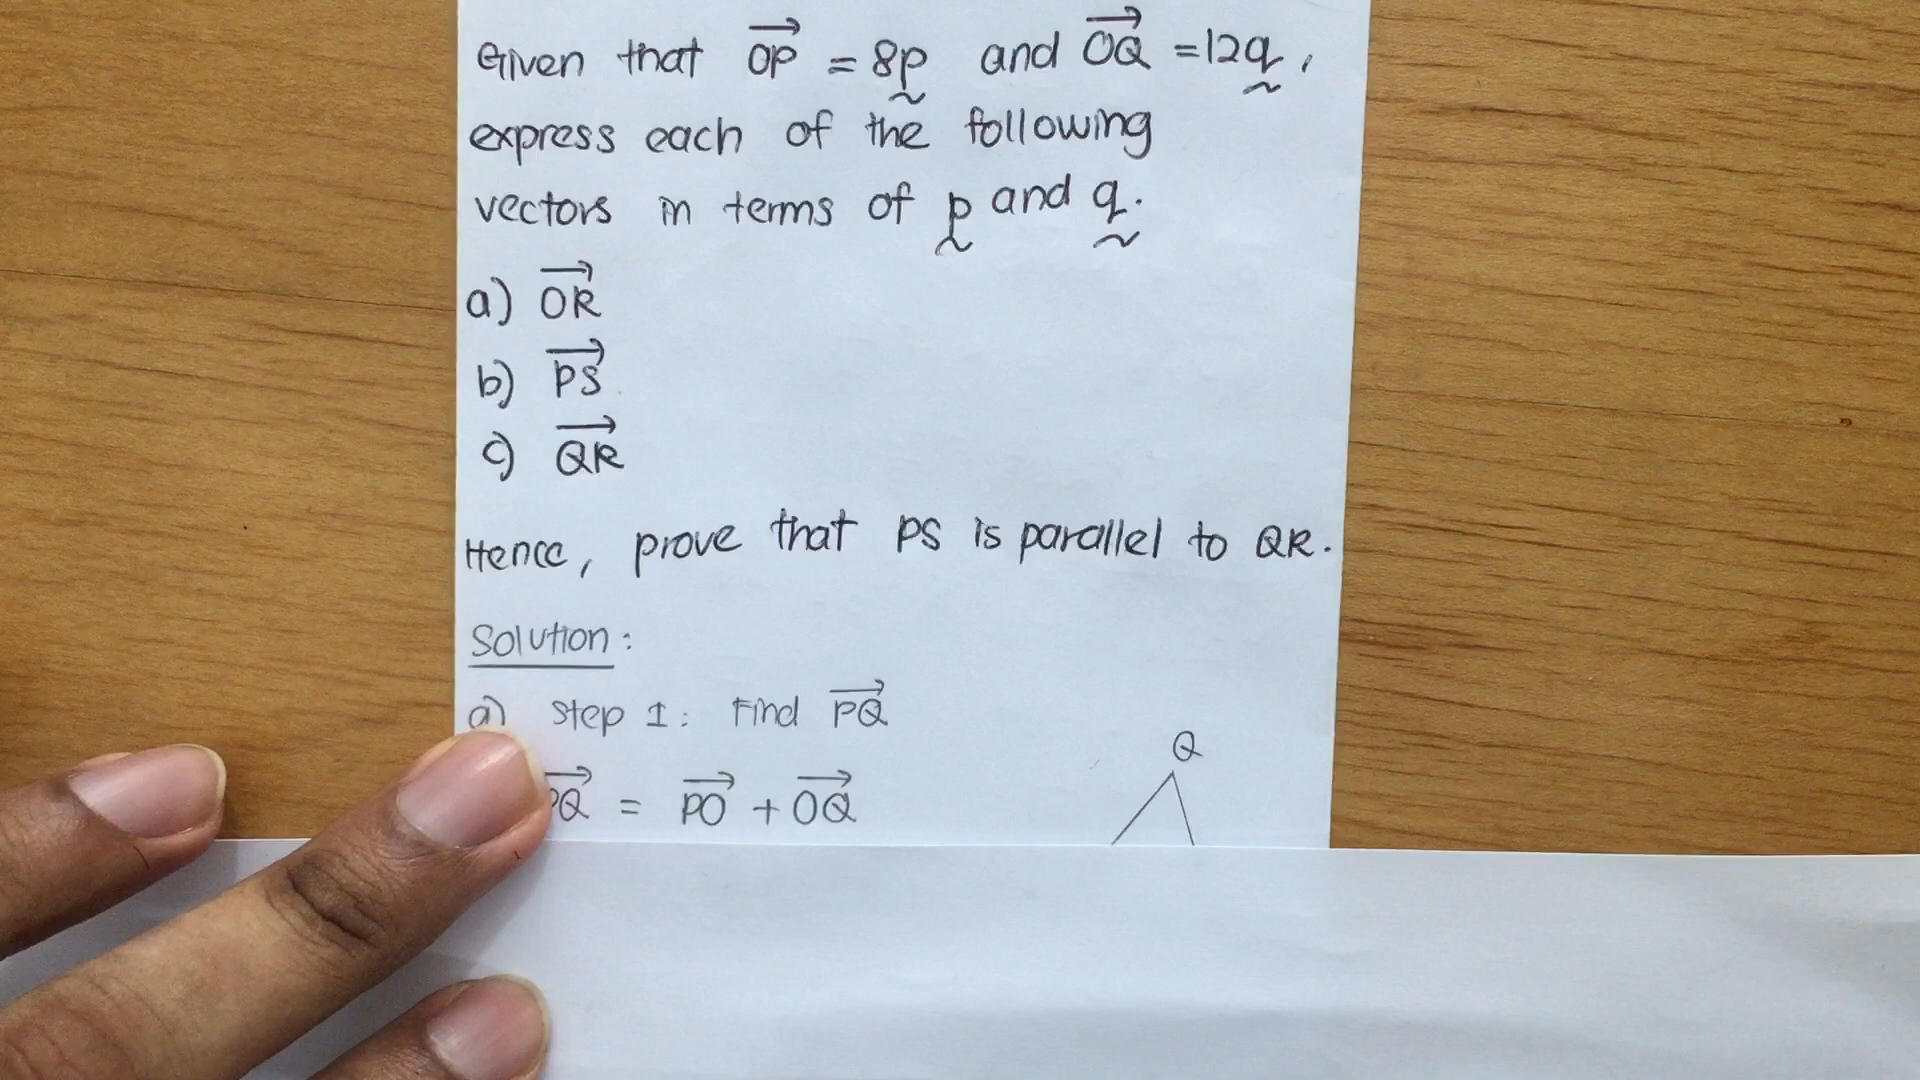 Given that OP = 8p and OQ = 12q,
express each of the following
vectors in terms of p and q.
a) OR
b) PS
c) QR
Hence, prove that PS is parallel to QR.
Solution:
a) Step 1: Find PQ
PQ = PO + OQ
Q